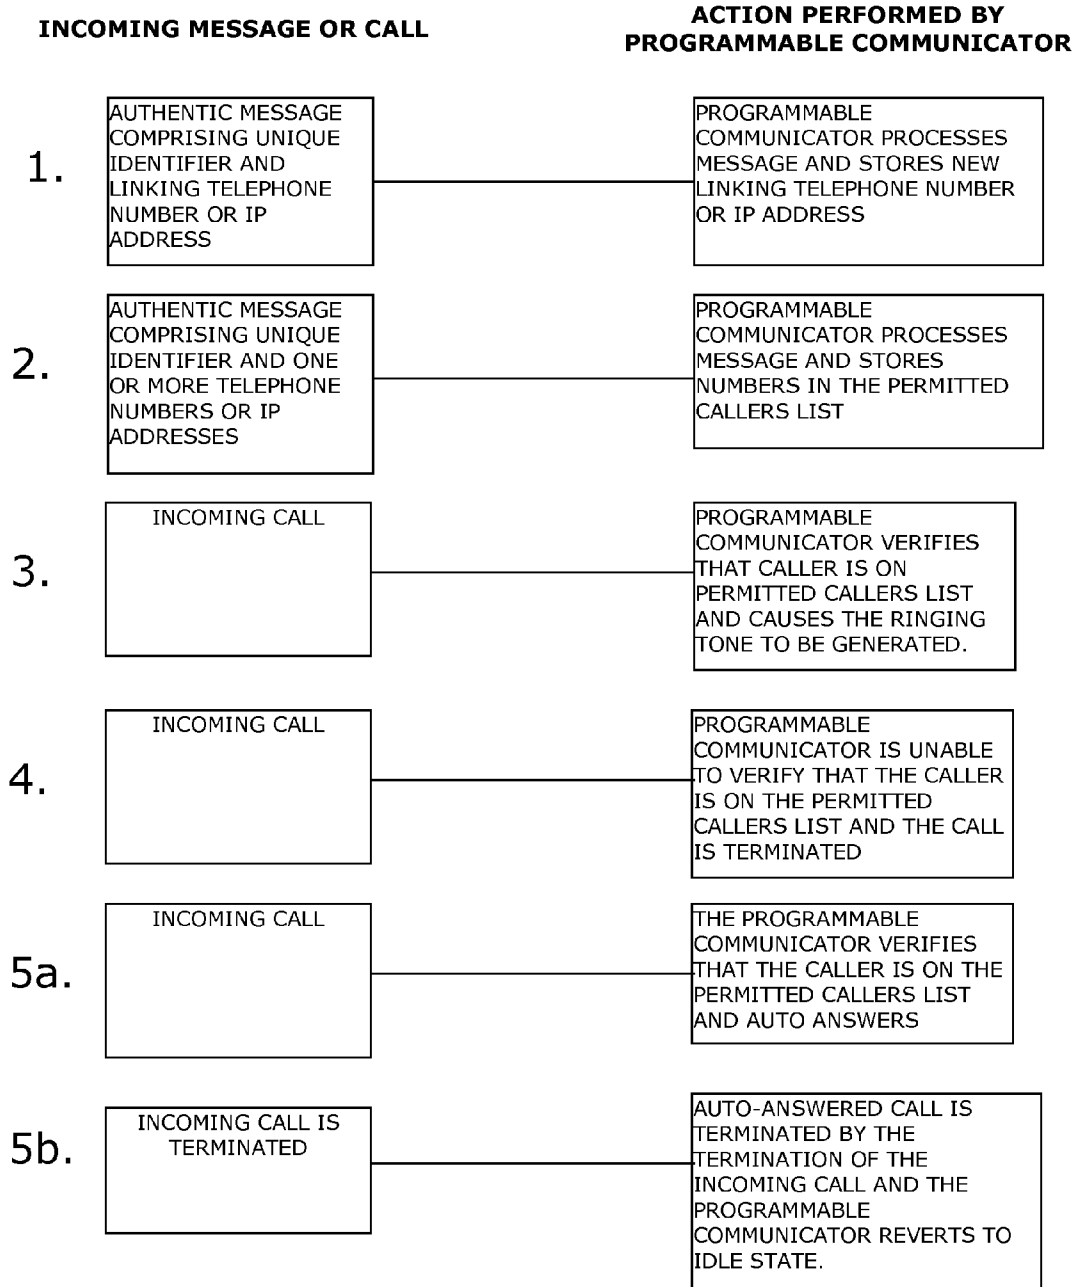 INCOMING MESSAGE OR CALL
ACTION PERFORMED BY
PROGRAMMABLE COMMUNICATOR
1.
AUTHENTIC MESSAGE
COMPRISING UNIQUE
IDENTIFIER AND
LINKING TELEPHONE
NUMBER OR IP
ADDRESS
PROGRAMMABLE
COMMUNICATOR PROCESSES
MESSAGE AND STORES NEW
LINKING TELEPHONE NUMBER
OR IP ADDRESS
2.
AUTHENTIC MESSAGE
COMPRISING UNIQUE
IDENTIFIER AND ONE
OR MORE TELEPHONE
NUMBERS OR IP
ADDRESSES
PROGRAMMABLE
COMMUNICATOR PROCESSES
MESSAGE AND STORES
NUMBERS IN THE PERMITTED
CALLERS LIST
3.
INCOMING CALL
PROGRAMMABLE
COMMUNICATOR VERIFIES
THAT CALLER IS ON
PERMITTED CALLERS LIST
AND CAUSES THE RINGING
TONE TO BE GENERATED.
4.
INCOMING CALL
PROGRAMMABLE
COMMUNICATOR IS UNABLE
TO VERIFY THAT THE CALLER
IS ON THE PERMITTED
CALLERS LIST AND THE CALL
IS TERMINATED
5a.
INCOMING CALL
THE PROGRAMMABLE
COMMUNICATOR VERIFIES
THAT THE CALLER IS ON THE
PERMITTED CALLERS LIST
AND AUTO ANSWERS
5b.
INCOMING CALL IS
TERMINATED
AUTO-ANSWERED CALL IS
TERMINATED BY THE
TERMINATION OF THE
INCOMING CALL AND THE
PROGRAMMABLE
COMMUNICATOR REVERTS TO
IDLE STATE.